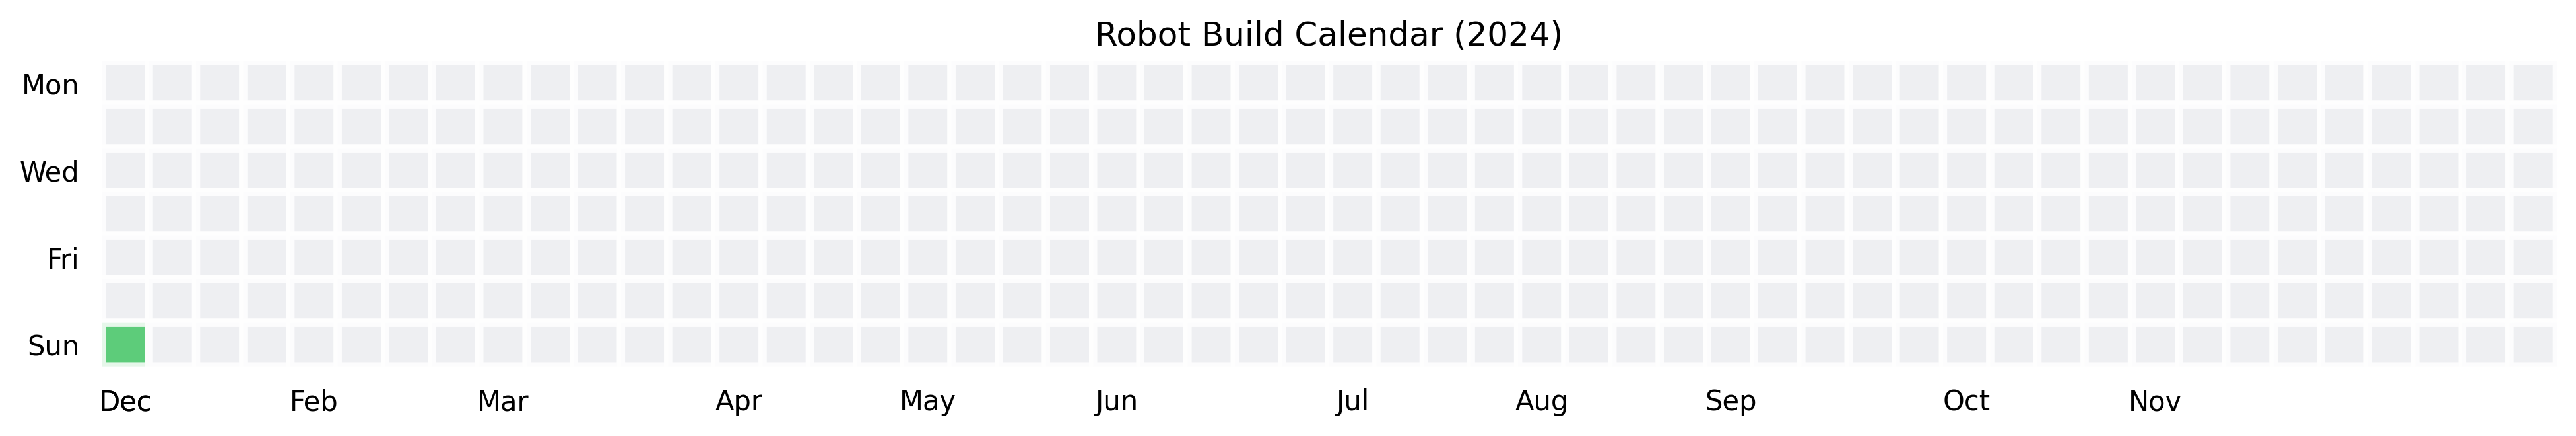 Robot Build Calendar (2024)
Mon
Wed
Fri
Sun
Dec Feb Mar Apr May Jun Jul Aug Sep Oct Nov